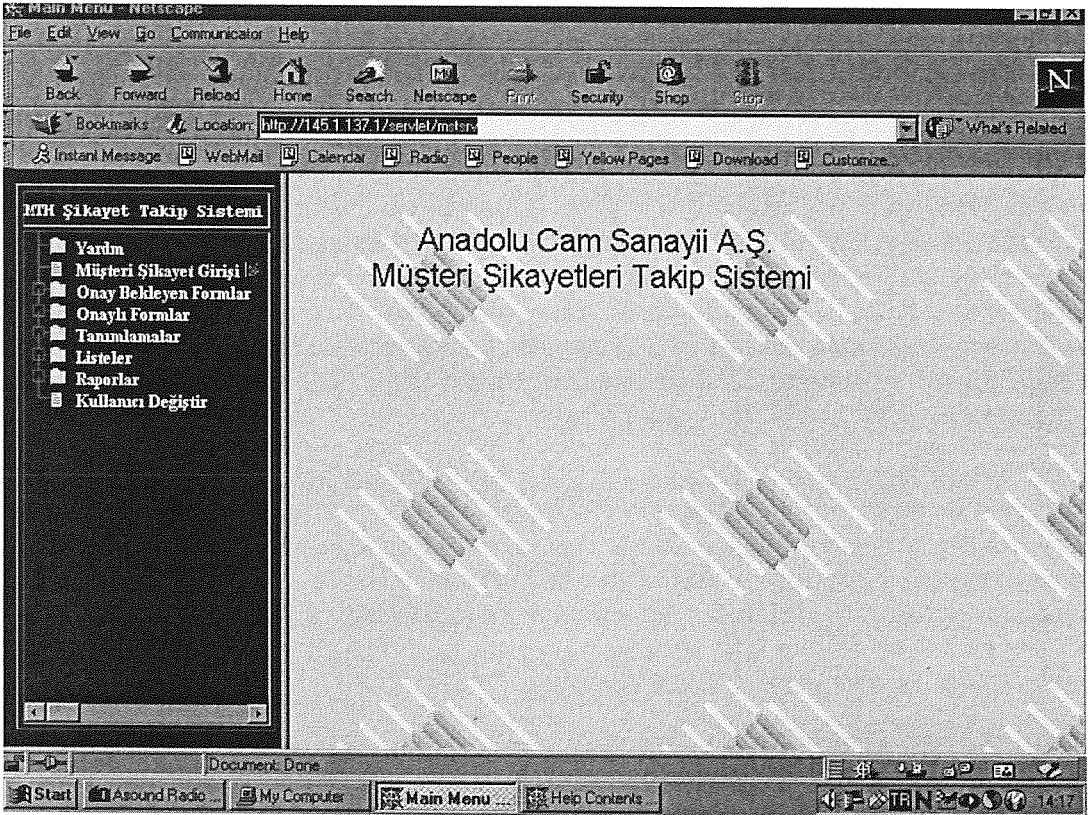 Main Menu - Netscape
File Edit View Go Communicator Help
Back Forward Reload Home Search Netscape Print Security Shop Stop
N
Bookmarks Location: http://145.1.137.1/servlet/mstsrv What's Related
Instant Message WebMail Calendar Radio People Yellow Pages Download Customize...
MTH Şikayet Takip Sistemi
Yardım
Müşteri Şikayet Girişi
Onay Bekleyen Formlar
Onaylı Formlar
Tanımlamalar
Listeler
Raporlar
Kullanıcı Değiştir
Anadolu Cam Sanayii A.Ş.
Müşteri Şikayetleri Takip Sistemi
Document: Done
Start Asound Radio ... My Computer Main Menu ... Help Contents ... TR N 14:17